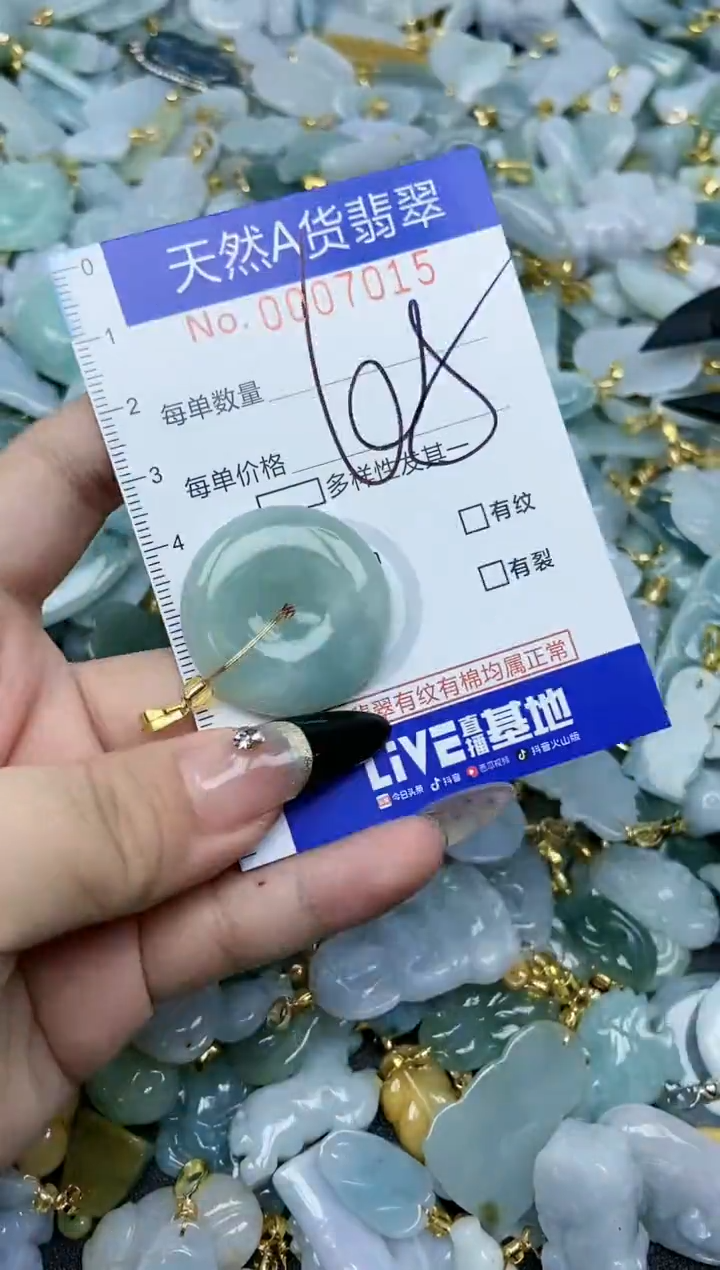 天然A货翡翠
No.0007015
0
1
2
3
4
每单数量
68
每单价格
多样性发其一
有纹
有裂
翡翠有纹有棉均属正常
LiVE直播基地
今日头条 抖音 西瓜视频 抖音火山版